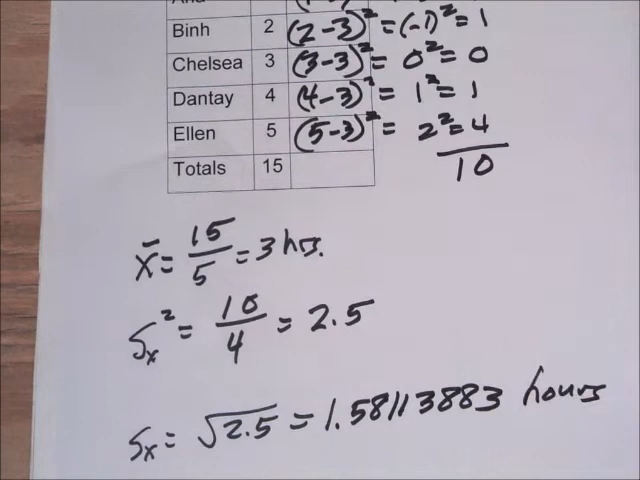 Binh 2 (2-3)² = (-1)² = 1
Chelsea 3 (3-3)² = 0² = 0
Dantay 4 (4-3)² = 1² = 1
Ellen 5 (5-3)² = 2² = 4
Totals 15 10
x̄ = 15/5 = 3 hrs.
Sx² = 10/4 = 2.5
Sx = √2.5 = 1.58113883 hours